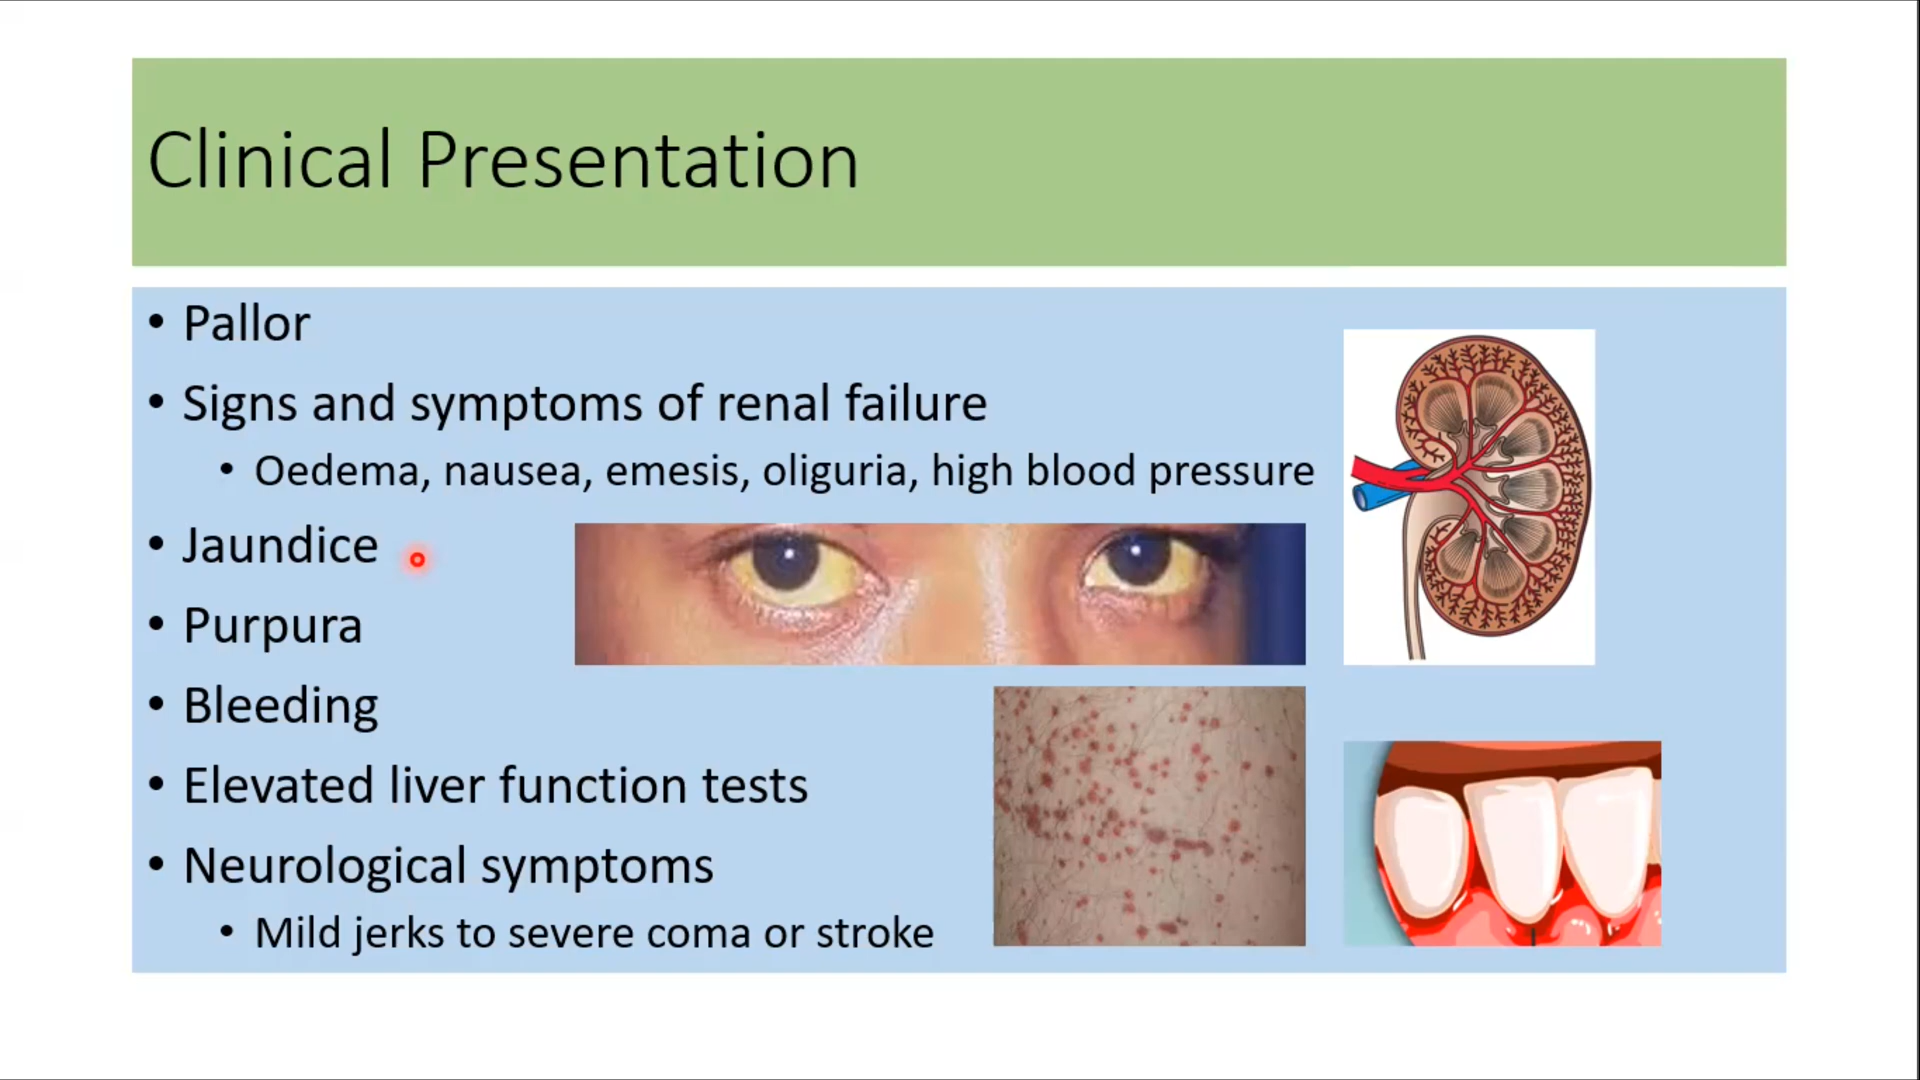 Clinical Presentation
• Pallor
• Signs and symptoms of renal failure
• Oedema, nausea, emesis, oliguria, high blood pressure
• Jaundice
• Purpura
• Bleeding
• Elevated liver function tests
• Neurological symptoms
• Mild jerks to severe coma or stroke